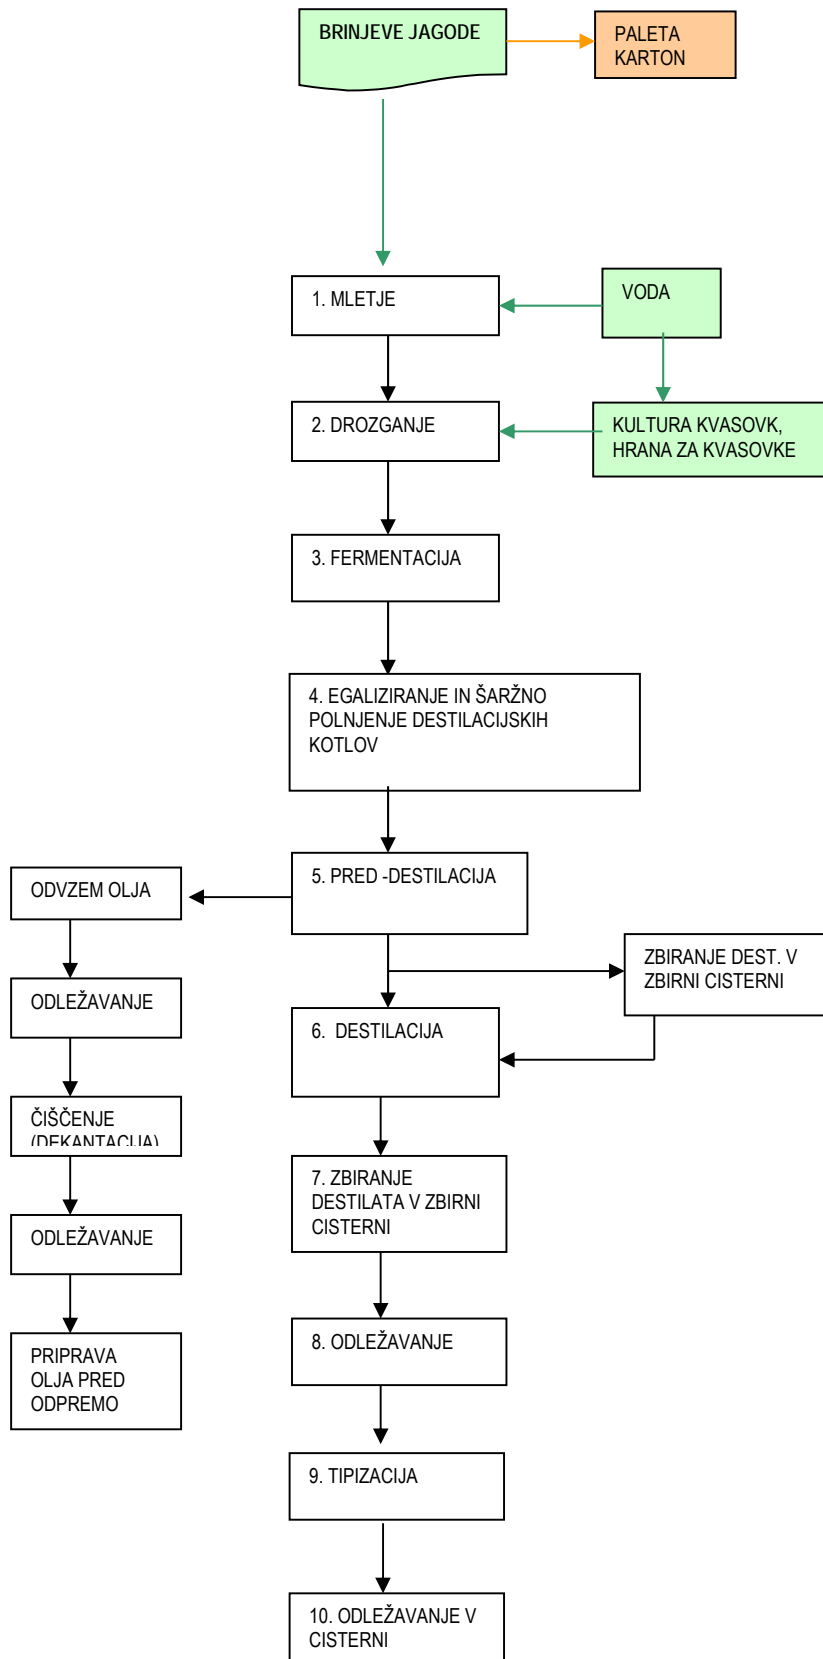 BRINJEVE JAGODE
PALETA
KARTON
1. MLETJE
VODA
2. DROZGANJE
KULTURA KVASOVK,
HRANA ZA KVASOVKE
3. FERMENTACIJA
4. EGALIZIRANJE IN ŠARŽNO
POLNJENJE DESTILACIJSKIH
KOTLOV
5. PRED -DESTILACIJA
ODVZEM OLJA
ZBIRANJE DEST. V
ZBIRNI CISTERNI
ODLEŽAVANJE
6. DESTILACIJA
ČIŠČENJE
(DEKANTACIJA)
7. ZBIRANJE
DESTILATA V ZBIRNI
CISTERNI
ODLEŽAVANJE
8. ODLEŽAVANJE
PRIPRAVA
OLJA PRED
ODPREMO
9. TIPIZACIJA
10. ODLEŽAVANJE V
CISTERNI